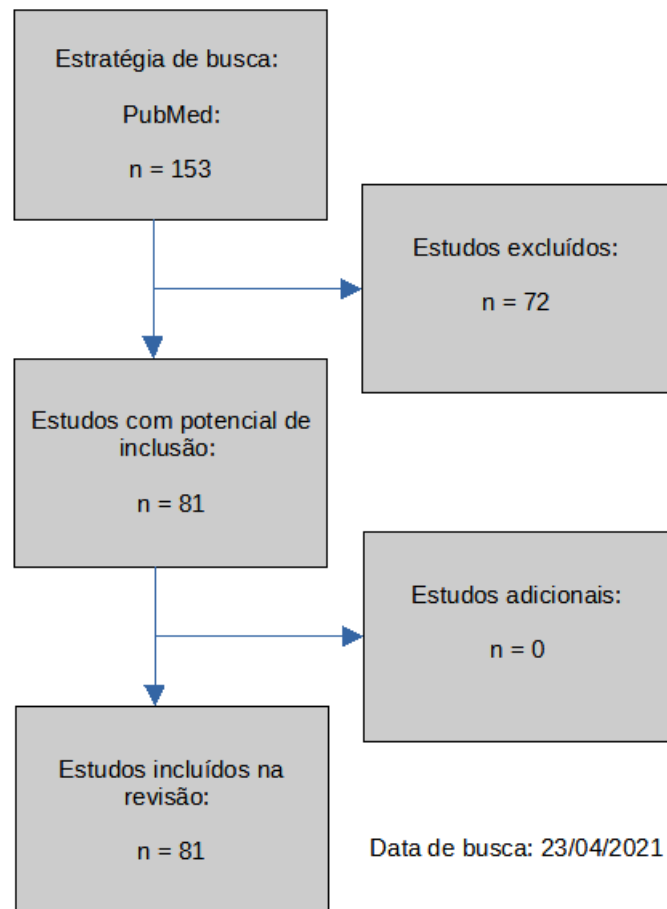 Estratégia de busca:
PubMed:
n = 153
Estudos excluídos:
n = 72
Estudos com potencial de
inclusão:
n = 81
Estudos adicionais:
n = 0
Estudos incluídos na
revisão:
n = 81
Data de busca: 23/04/2021